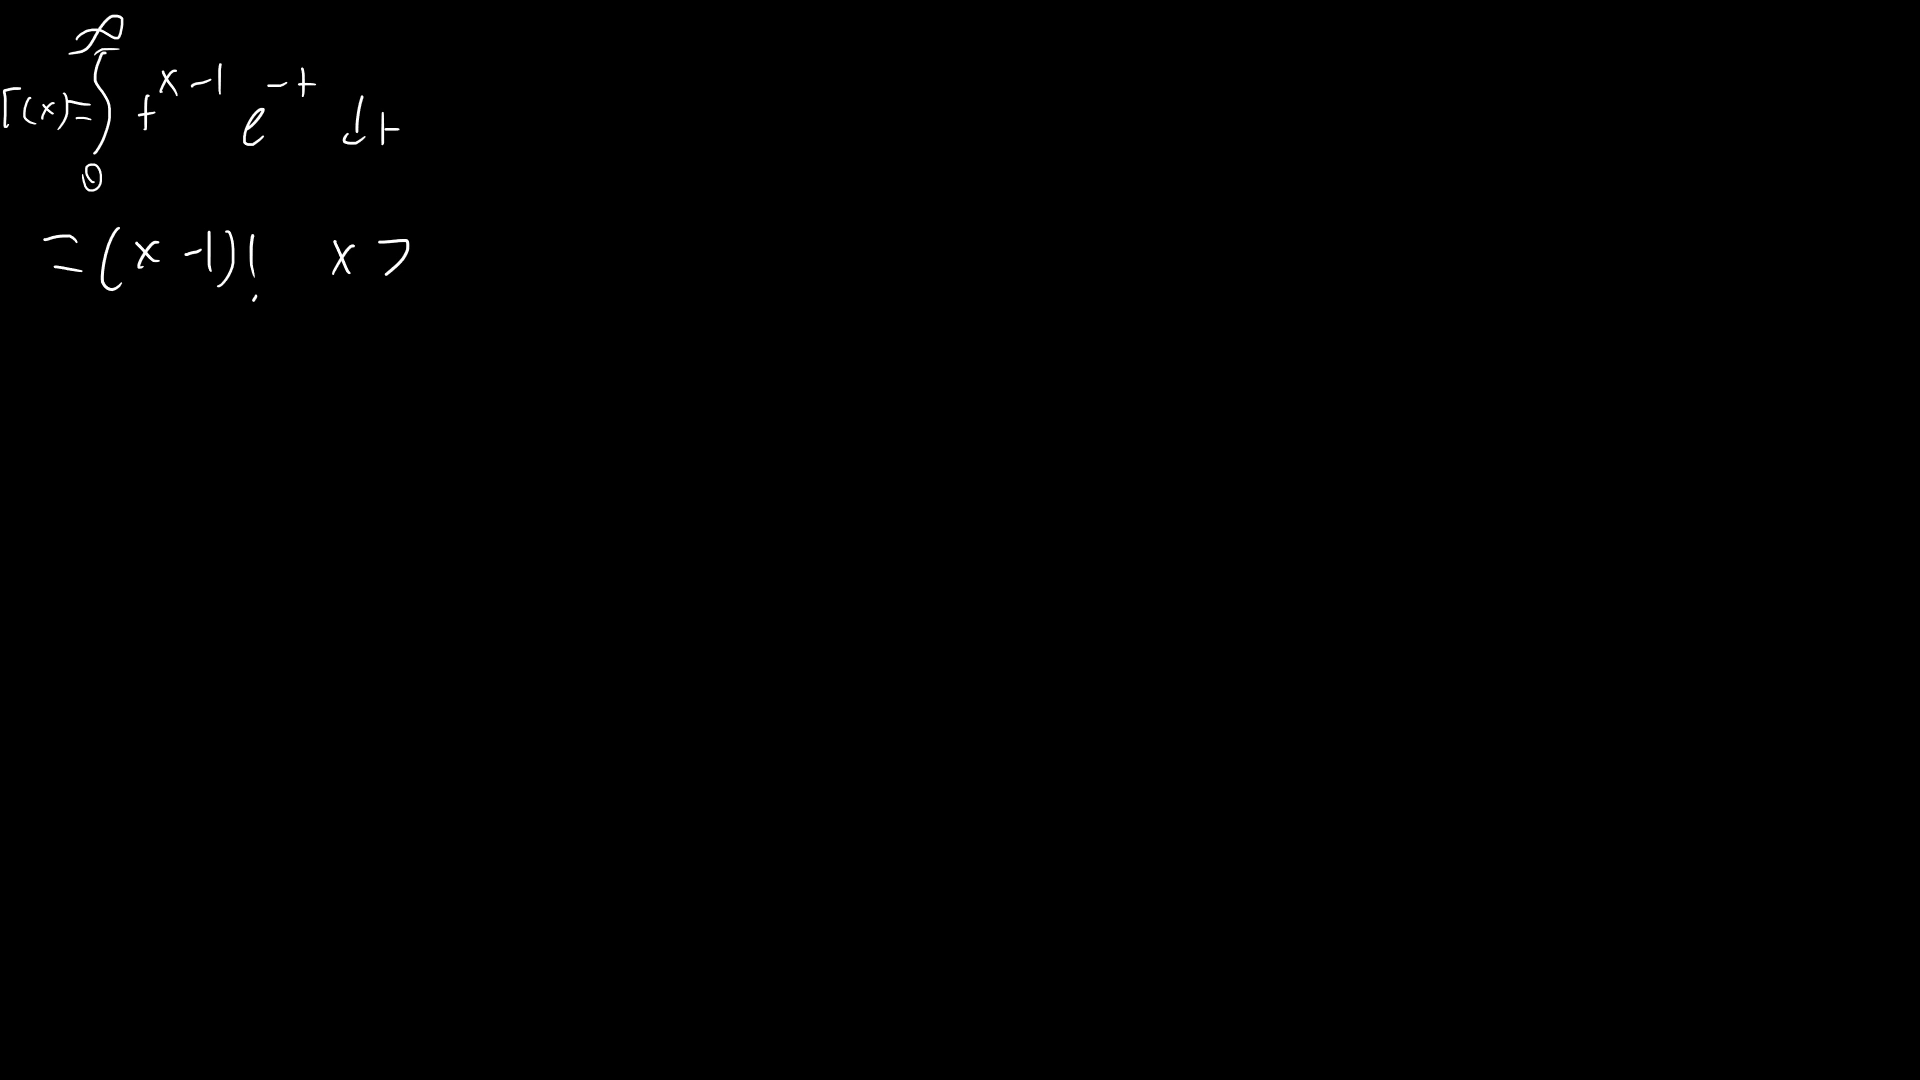 Γ(x)=∫₀^∞ t^(x-1) e^(-t) dt
=(x-1)! x>